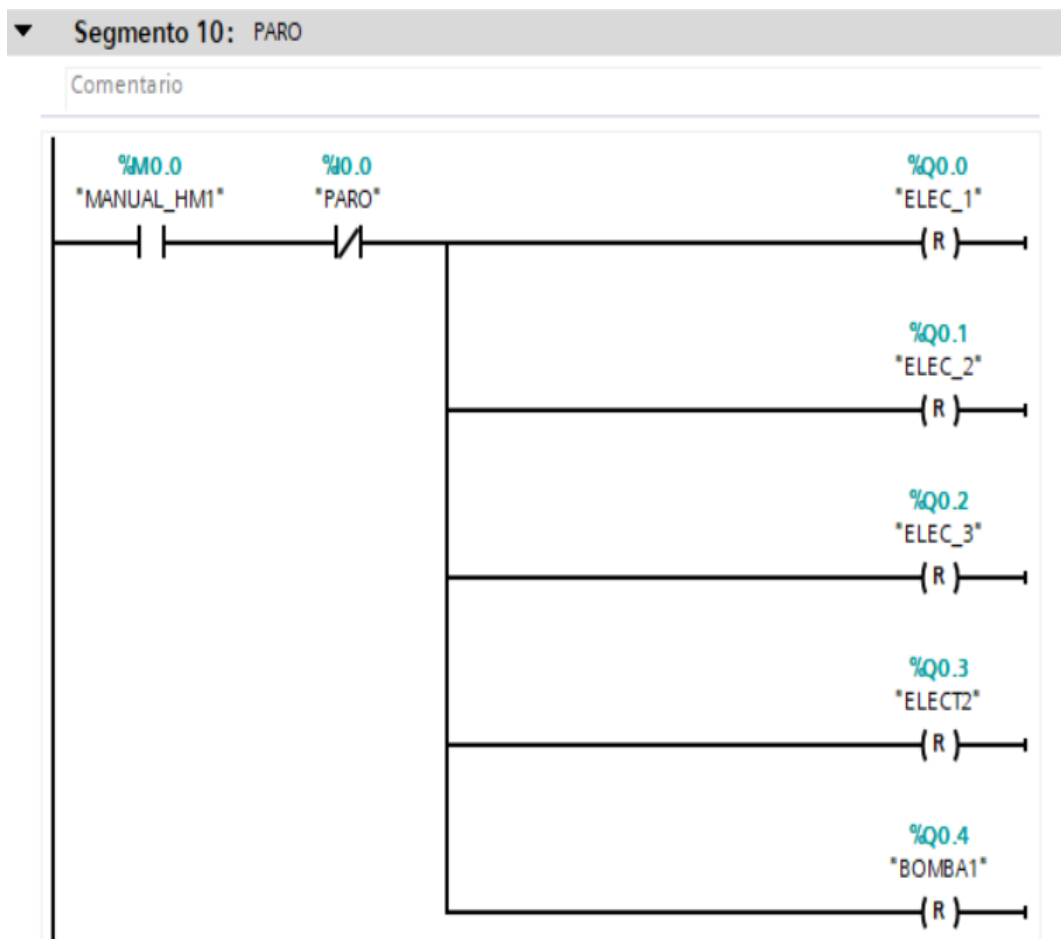 Segmento 10: PARO
Comentario
%M0.0 %I0.0 %Q0.0
"MANUAL_HM1" "PARO" "ELEC_1"
R
%Q0.1
"ELEC_2"
R
%Q0.2
"ELEC_3"
R
%Q0.3
"ELECT2"
R
%Q0.4
"BOMBA1"
R